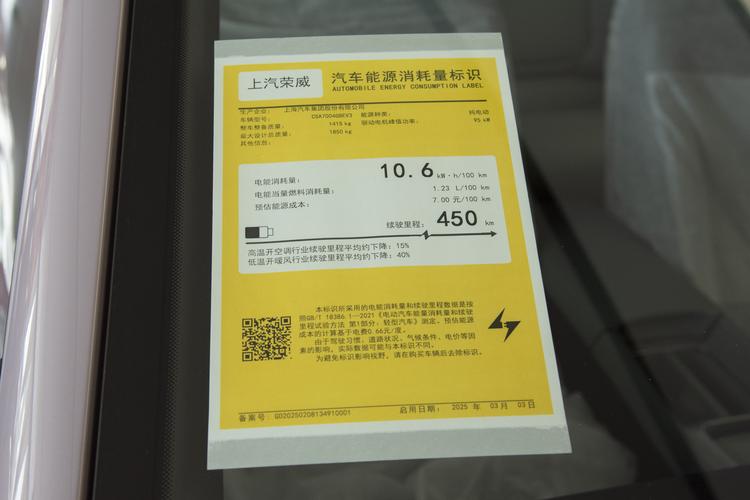 上汽荣威
汽车能源消耗量标识
AUTOMOBILE ENERGY CONSUMPTION LABEL
生产企业： 上海汽车集团股份有限公司
车辆型号： CSA7004GBEV3 能源种类： 纯电动
整车整备质量： 1415 kg 驱动电机峰值功率： 95 kW
最大设计总质量： 1850 kg
其他信息：
电能消耗量： 10.6 kW·h/100 km
电能当量燃料消耗量： 1.23 L/100 km
预估能源成本： 7.00 元/100 km
续驶里程： 450 km
高温开空调行业续驶里程平均约下降：15%
低温开暖风行业续驶里程平均约下降：40%
本标识所采用的电能消耗量和续驶里程数据是按
照GB/T 18386.1—2021《电动汽车能量消耗量和续驶
里程试验方法 第1部分：轻型汽车》测定。预估能源
成本的计算基于电费0.66元/度。
由于驾驶习惯、道路状况、气候条件、电价等因
素的影响，实际数据可能与本标识不同。
为避免标识影响视野，请在购买车辆后去除标识。
备案号：G020250208134910001 启用日期： 2025 年 03 月 03 日